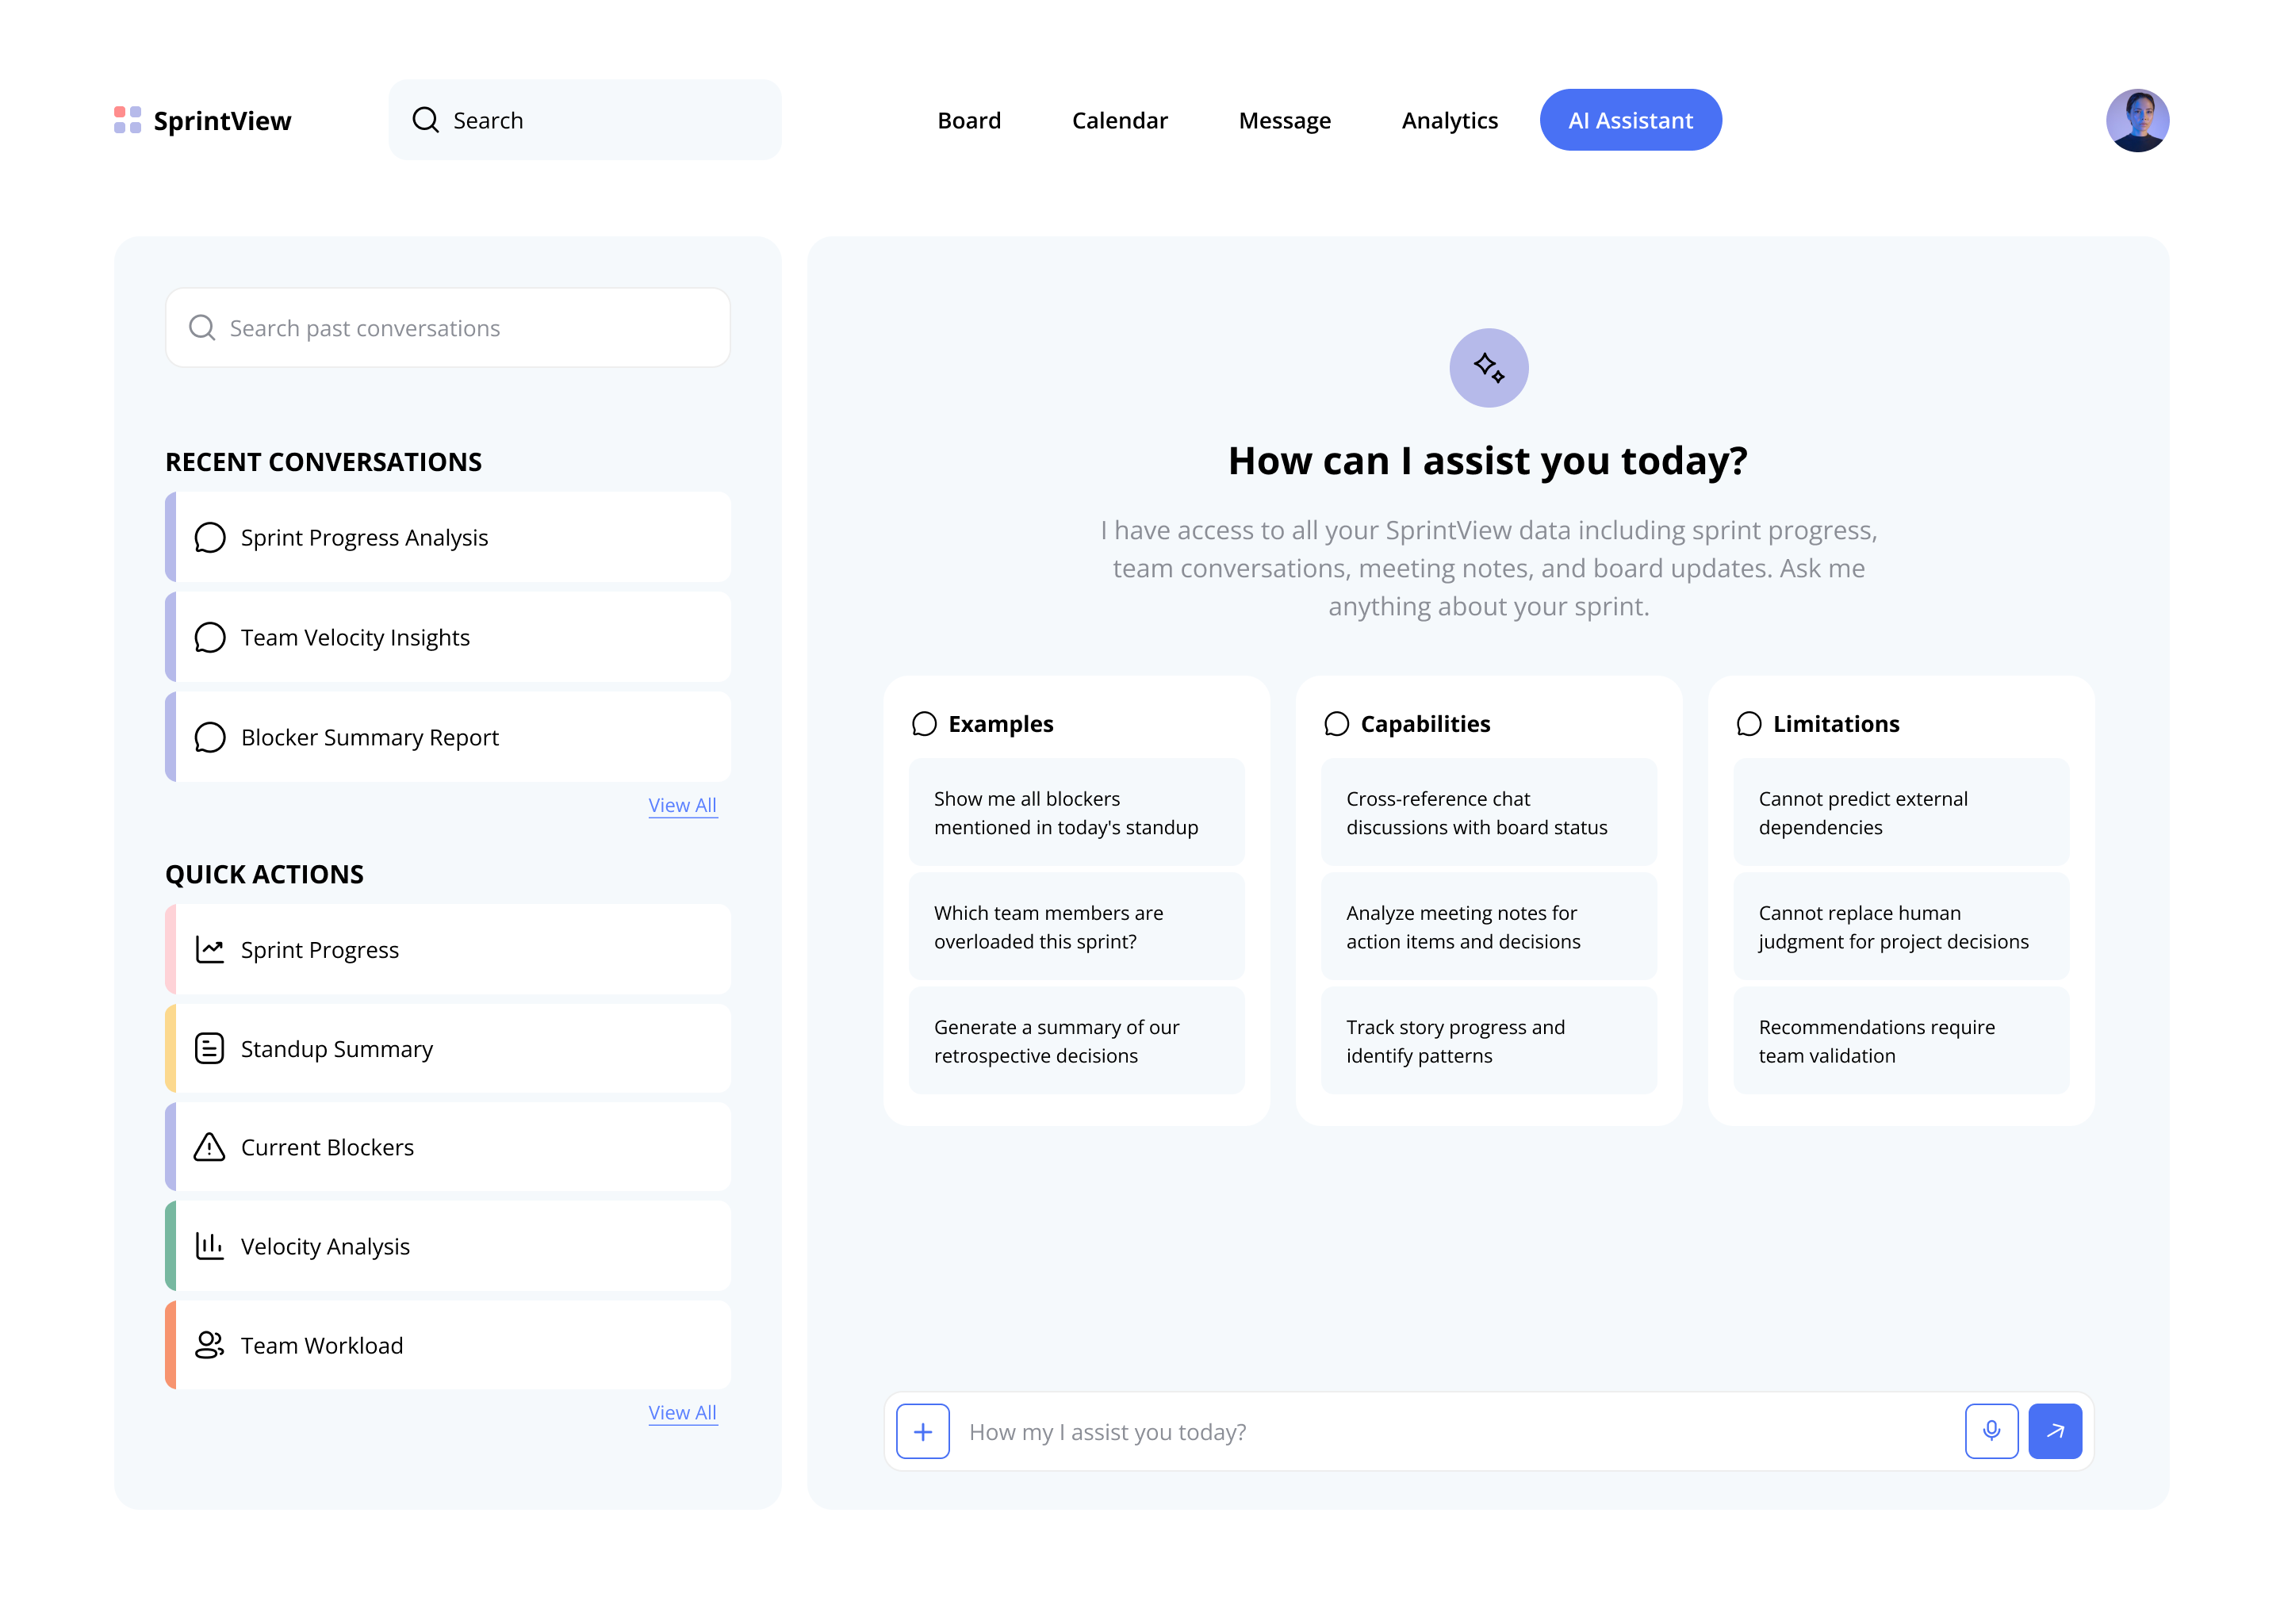 SprintView
Search
Board
Calendar
Message
Analytics
AI Assistant
Search past conversations
RECENT CONVERSATIONS
Sprint Progress Analysis
Team Velocity Insights
Blocker Summary Report
View All
QUICK ACTIONS
Sprint Progress
Standup Summary
Current Blockers
Velocity Analysis
Team Workload
View All
How can I assist you today?
I have access to all your SprintView data including sprint progress,
team conversations, meeting notes, and board updates. Ask me
anything about your sprint.
Examples
Show me all blockers
mentioned in today's standup
Which team members are
overloaded this sprint?
Generate a summary of our
retrospective decisions
Capabilities
Cross-reference chat
discussions with board status
Analyze meeting notes for
action items and decisions
Track story progress and
identify patterns
Limitations
Cannot predict external
dependencies
Cannot replace human
judgment for project decisions
Recommendations require
team validation
How my I assist you today?